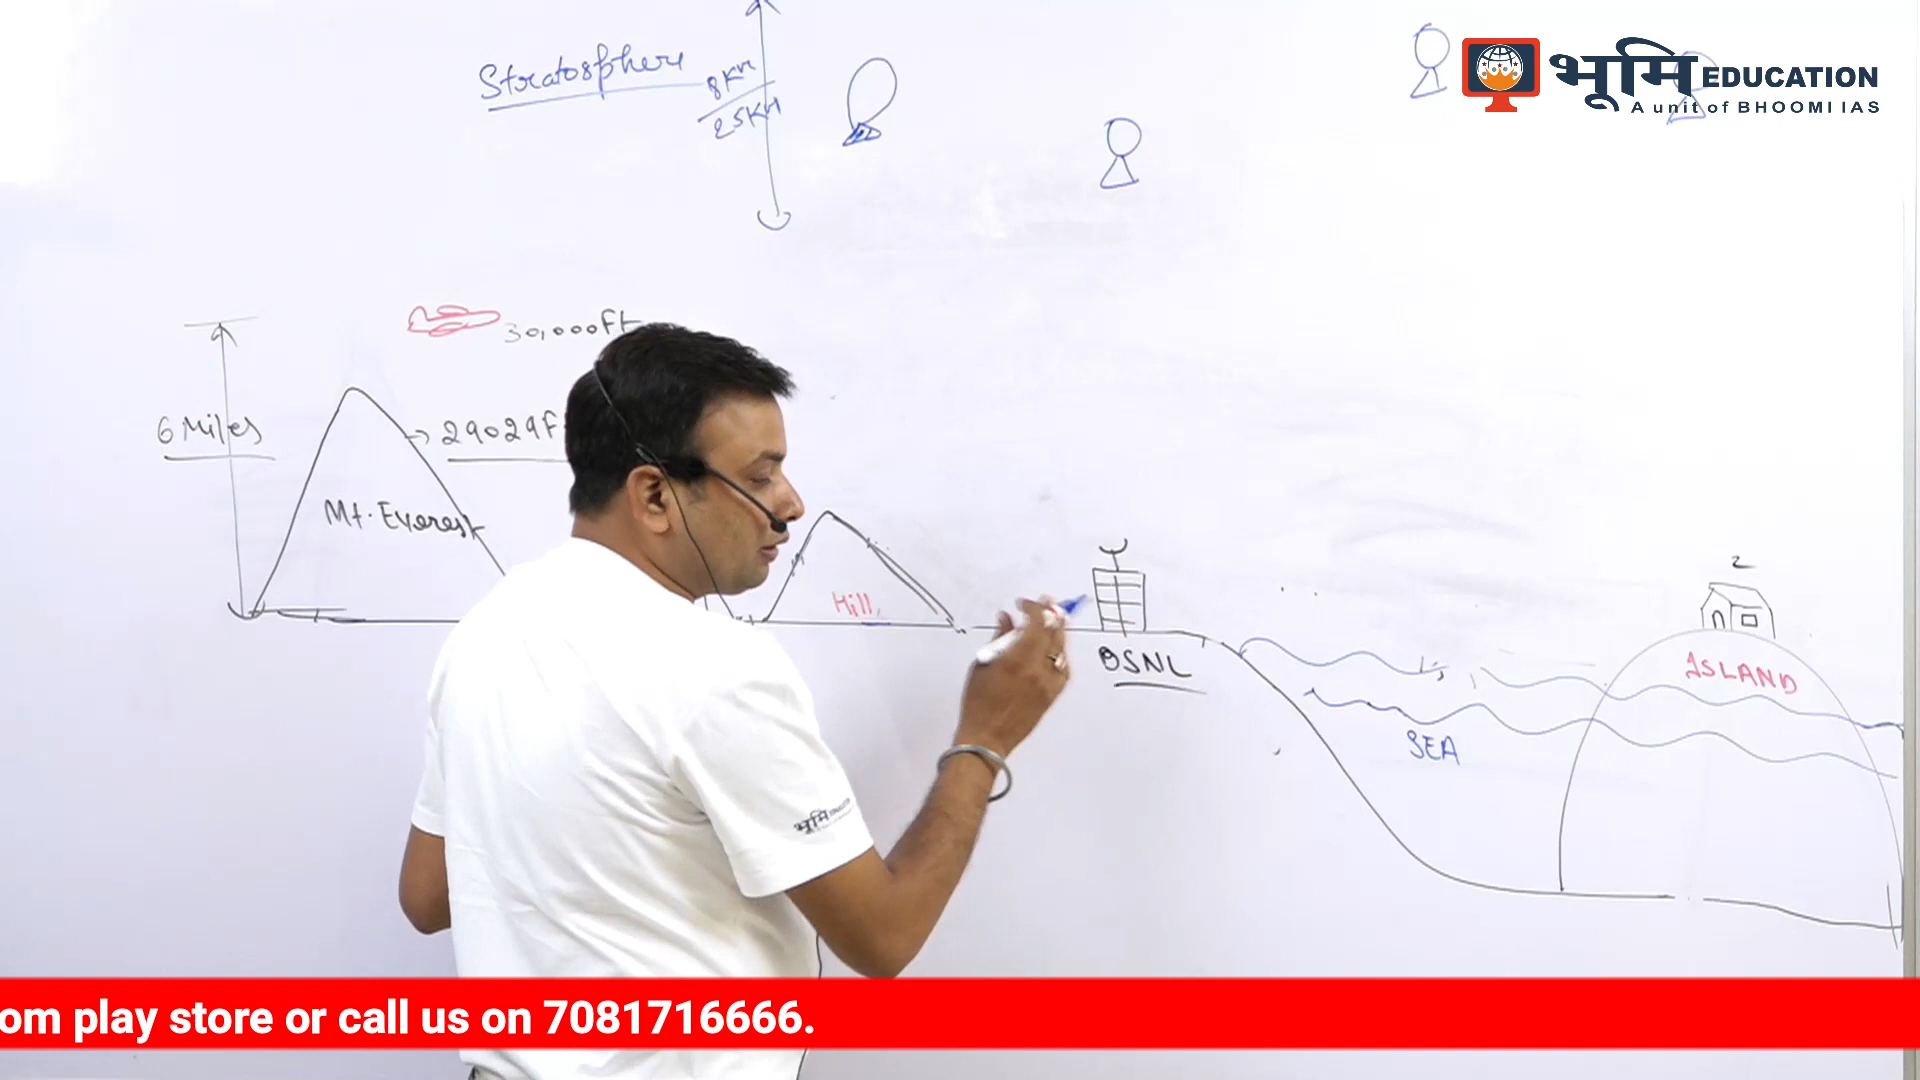 Stratosphere
8KM
25KM
भूमि EDUCATION
A unit of BHOOMI IAS
30,000Ft
6 Miles
29029F
Mt. Everest
Hill,
BSNL
2
ISLAND
SEA
भूमि
om play store or call us on 7081716666.